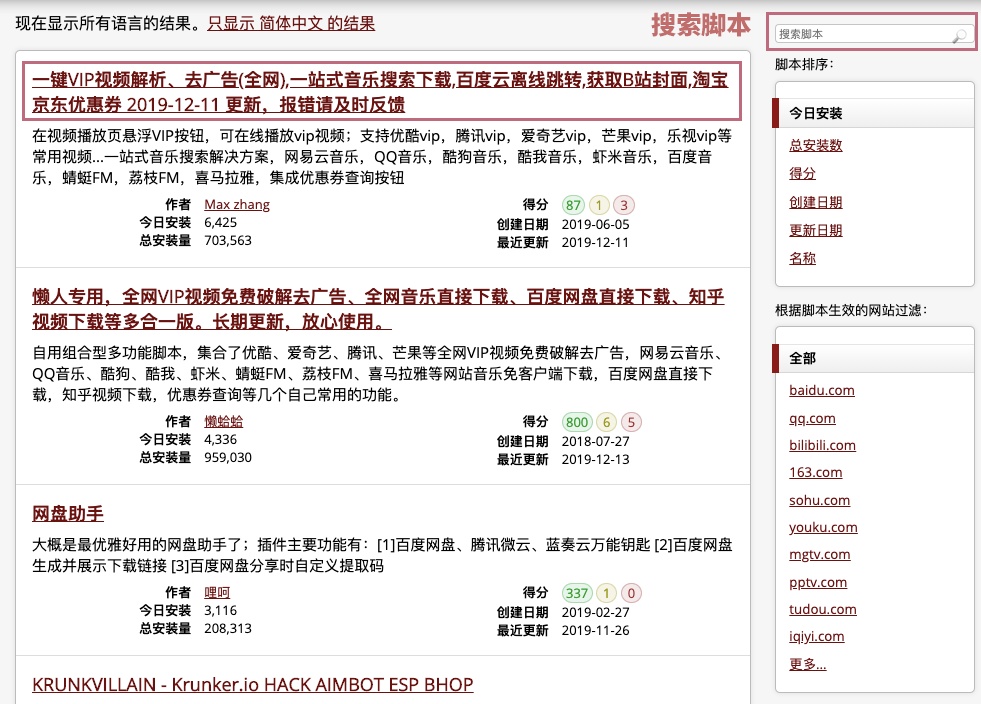 现在显示所有语言的结果。只显示 简体中文 的结果
搜索脚本
一键VIP视频解析、去广告(全网),一站式音乐搜索下载,百度云离线跳转,获取B站封面,淘宝
京东优惠券 2019-12-11 更新，报错请及时反馈
在视频播放页悬浮VIP按钮，可在线播放vip视频；支持优酷vip，腾讯vip，爱奇艺vip，芒果vip，乐视vip等
常用视频...一站式音乐搜索解决方案，网易云音乐，QQ音乐，酷狗音乐，酷我音乐，虾米音乐，百度音
乐，蜻蜓FM，荔枝FM，喜马拉雅，集成优惠券查询按钮
作者 Max zhang
今日安装 6,425
总安装量 703,563
得分 87 1 3
创建日期 2019-06-05
最近更新 2019-12-11
懒人专用，全网VIP视频免费破解去广告、全网音乐直接下载、百度网盘直接下载、知乎
视频下载等多合一版。长期更新，放心使用。
自用组合型多功能脚本，集合了优酷、爱奇艺、腾讯、芒果等全网VIP视频免费破解去广告，网易云音乐、
QQ音乐、酷狗、酷我、虾米、蜻蜓FM、荔枝FM、喜马拉雅等网站音乐免客户端下载，百度网盘直接下
载，知乎视频下载，优惠券查询等几个自己常用的功能。
作者 懒蛤蛤
今日安装 4,336
总安装量 959,030
得分 800 6 5
创建日期 2018-07-27
最近更新 2019-12-13
网盘助手
大概是最优雅好用的网盘助手了；插件主要功能有：[1]百度网盘、腾讯微云、蓝奏云万能钥匙 [2]百度网盘
生成并展示下载链接 [3]百度网盘分享时自定义提取码
作者 哩呵
今日安装 3,116
总安装量 208,313
得分 337 1 0
创建日期 2019-02-27
最近更新 2019-11-26
KRUNKVILLAIN - Krunker.io HACK AIMBOT ESP BHOP
搜索脚本
脚本排序：
今日安装
总安装数
得分
创建日期
更新日期
名称
根据脚本生效的网站过滤：
全部
baidu.com
qq.com
bilibili.com
163.com
sohu.com
youku.com
mgtv.com
pptv.com
tudou.com
iqiyi.com
更多...